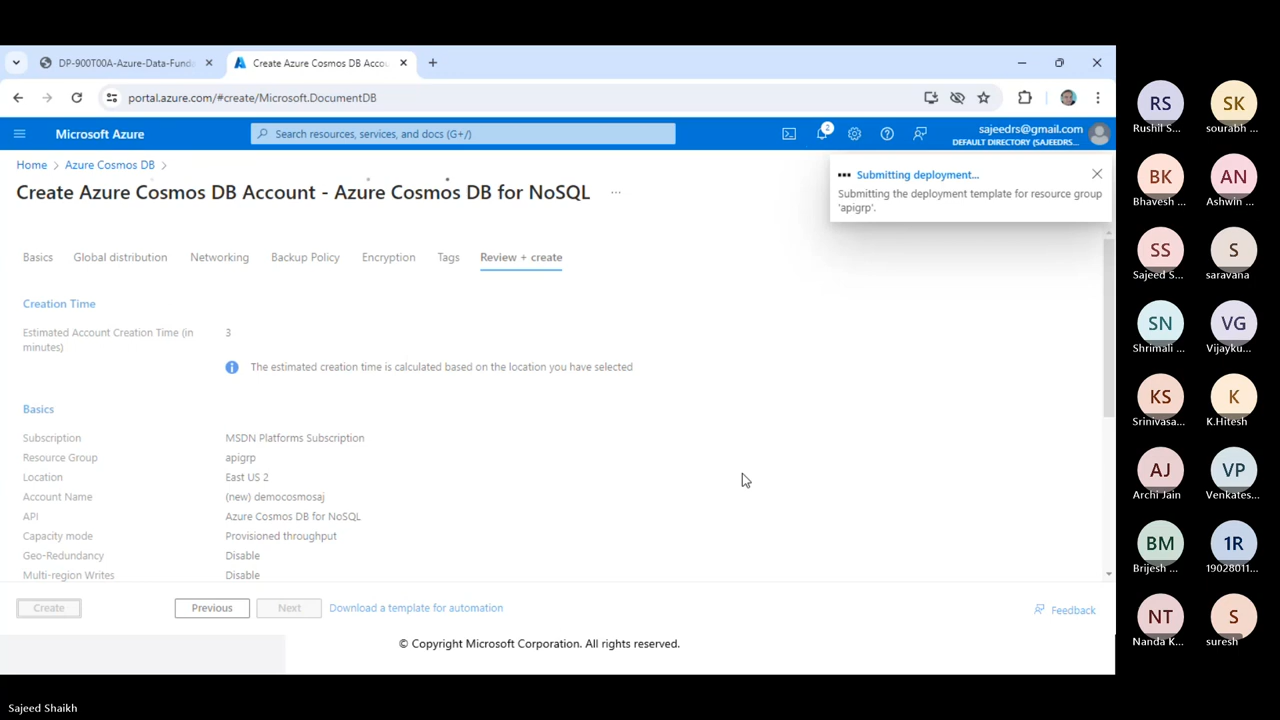 DP-900T00A-Azure-Data-Funda
Create Azure Cosmos DB Accou
portal.azure.com/#create/Microsoft.DocumentDB
Microsoft Azure
Search resources, services, and docs (G+/)
2
sajeedrs@gmail.com
DEFAULT DIRECTORY (SAJEEDRS...
Home > Azure Cosmos DB >
Create Azure Cosmos DB Account - Azure Cosmos DB for NoSQL ...
Submitting deployment...
Submitting the deployment template for resource group
'apigrp'.
Basics Global distribution Networking Backup Policy Encryption Tags Review + create
Creation Time
Estimated Account Creation Time (in
minutes)
3
The estimated creation time is calculated based on the location you have selected
Basics
Subscription MSDN Platforms Subscription
Resource Group apigrp
Location East US 2
Account Name (new) democosmosaj
API Azure Cosmos DB for NoSQL
Capacity mode Provisioned throughput
Geo-Redundancy Disable
Multi-region Writes Disable
Create Previous Next Download a template for automation Feedback
© Copyright Microsoft Corporation. All rights reserved.
RS SK
Rushil S... sourabh ...
BK AN
Bhavesh ... Ashwin ...
SS S
Sajeed S... saravana
SN VG
Shrimali ... Vijayku...
KS K
Srinivasa... K.Hitesh
AJ VP
Archi Jain Venkates...
BM 1R
Brijesh ... 19028011...
NT S
Nanda K... suresh
Sajeed Shaikh